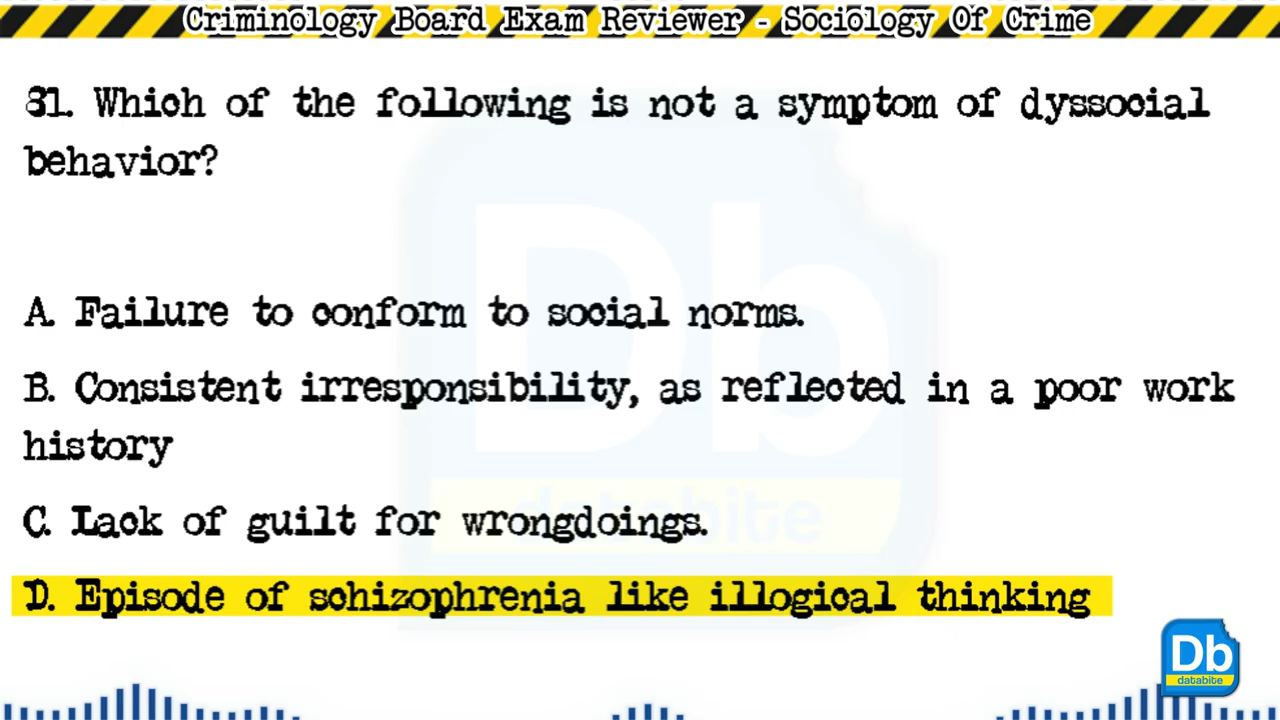 Criminology Board Exam Reviewer - Sociology Of Crime
31. Which of the following is not a symptom of dyssocial
behavior?
A. Failure to conform to social norms.
B. Consistent irresponsibility, as reflected in a poor work
history
C. Lack of guilt for wrongdoings.
D. Episode of schizophrenia like illogical thinking
Db
databite
Db
databite